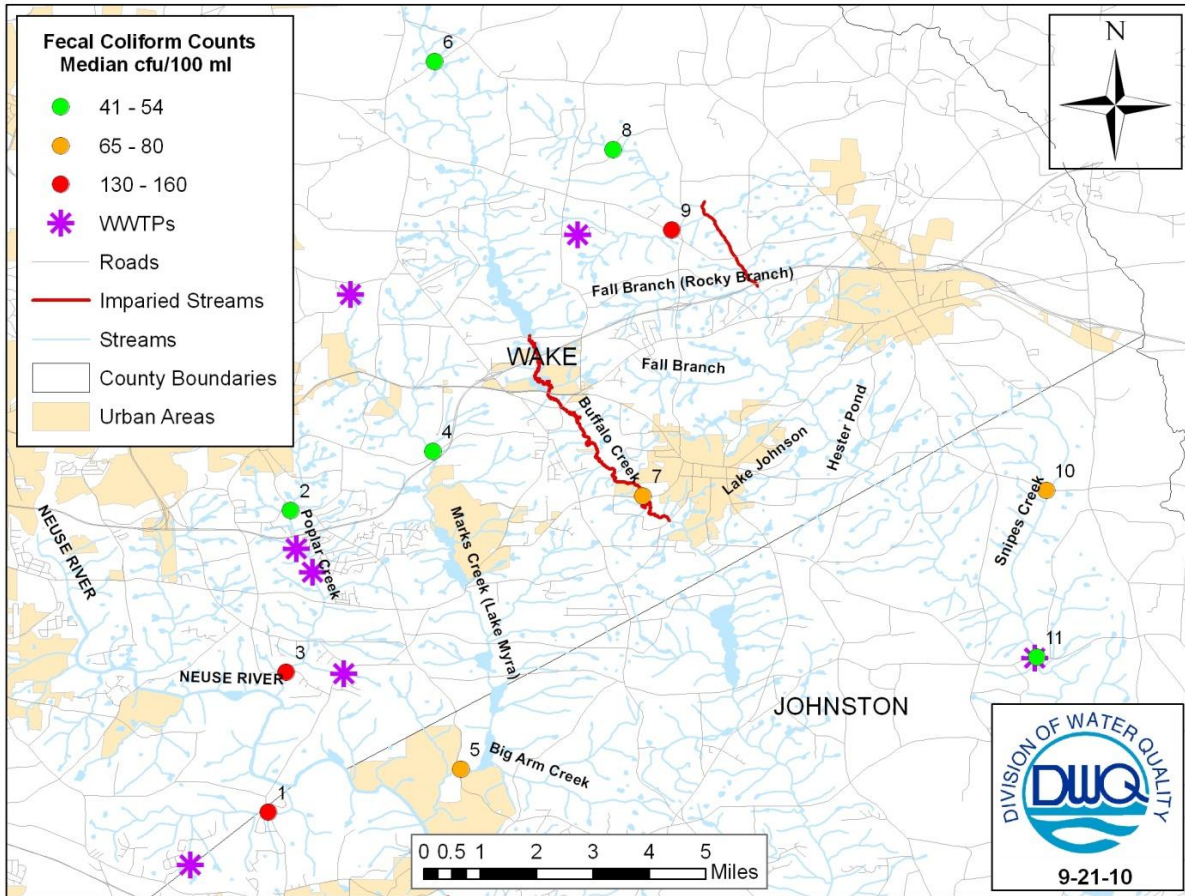 Fecal Coliform Counts
Median cfu/100 ml
41 - 54
65 - 80
130 - 160
WWTPs
Roads
Imparied Streams
Streams
County Boundaries
Urban Areas
N
6
8
9
Fall Branch (Rocky Branch)
WAKE
Fall Branch
Buffalo Creek
7
Lake Johnson
Hester Pond
4
2
Poplar Creek
NEUSE RIVER
Marks Creek (Lake Myra)
10
Snipes Creek
11
3
NEUSE RIVER
JOHNSTON
5
Big Arm Creek
1
0 0.5 1 2 3 4 5
Miles
DIVISION OF WATER QUALITY
DWQ
9-21-10